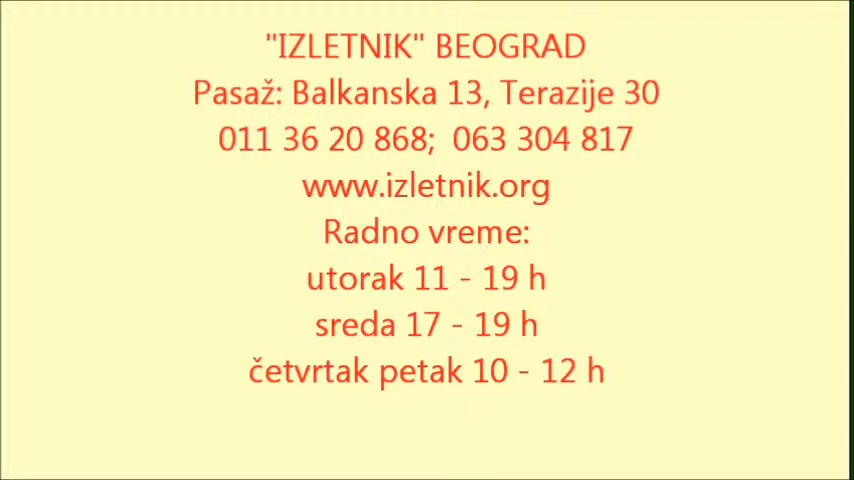 "IZLETNIK" BEOGRAD
Pasaž: Balkanska 13, Terazije 30
011 36 20 868;  063 304 817
www.izletnik.org
Radno vreme:
utorak 11 - 19 h
sreda 17 - 19 h
četvrtak petak 10 - 12 h